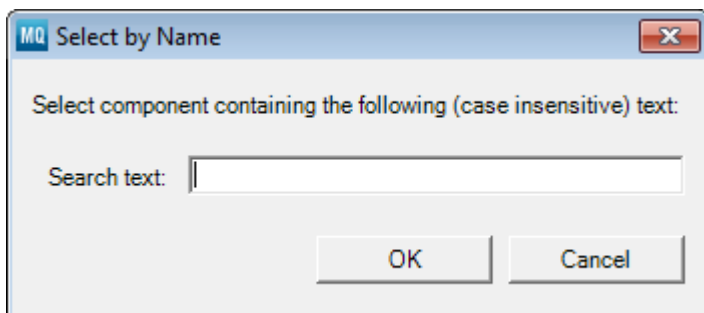 MQ Select by Name
Select component containing the following (case insensitive) text:
Search text:
OK Cancel